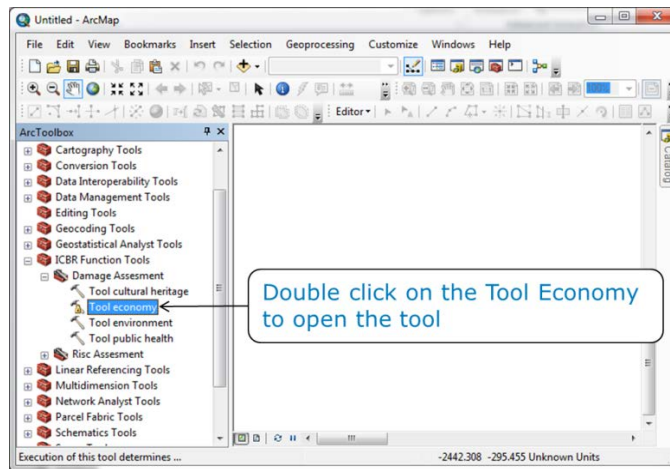 Untitled - ArcMap
File Edit View Bookmarks Insert Selection Geoprocessing Customize Windows Help
100%
Editor
ArcToolbox
Cartography Tools
Conversion Tools
Data Interoperability Tools
Data Management Tools
Editing Tools
Geocoding Tools
Geostatistical Analyst Tools
ICBR Function Tools
Damage Assesment
Tool cultural heritage
Tool economy
Tool environment
Tool public health
Risc Assesment
Linear Referencing Tools
Multidimension Tools
Network Analyst Tools
Parcel Fabric Tools
Schematics Tools
Catalog
Double click on the Tool Economy
to open the tool
Execution of this tool determines ...
-2442.308 -295.455 Unknown Units